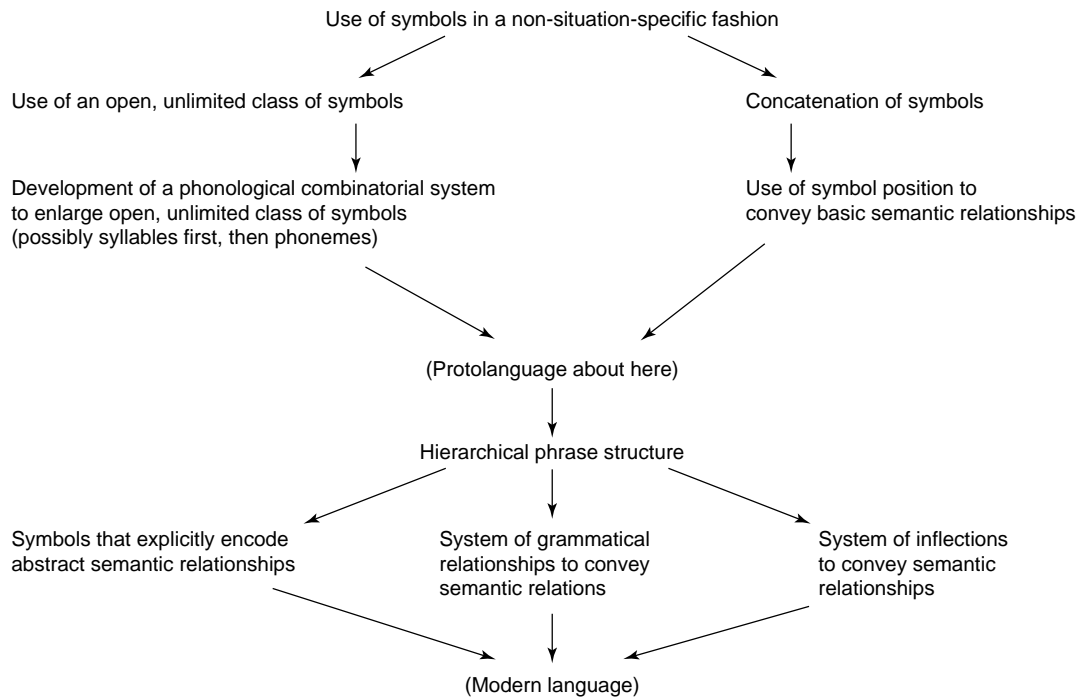 Use of symbols in a non-situation-specific fashion
Use of an open, unlimited class of symbols
Concatenation of symbols
Development of a phonological combinatorial system
to enlarge open, unlimited class of symbols
(possibly syllables first, then phonemes)
Use of symbol position to
convey basic semantic relationships
(Protolanguage about here)
Hierarchical phrase structure
Symbols that explicitly encode
abstract semantic relationships
System of grammatical
relationships to convey
semantic relations
System of inflections
to convey semantic
relationships
(Modern language)